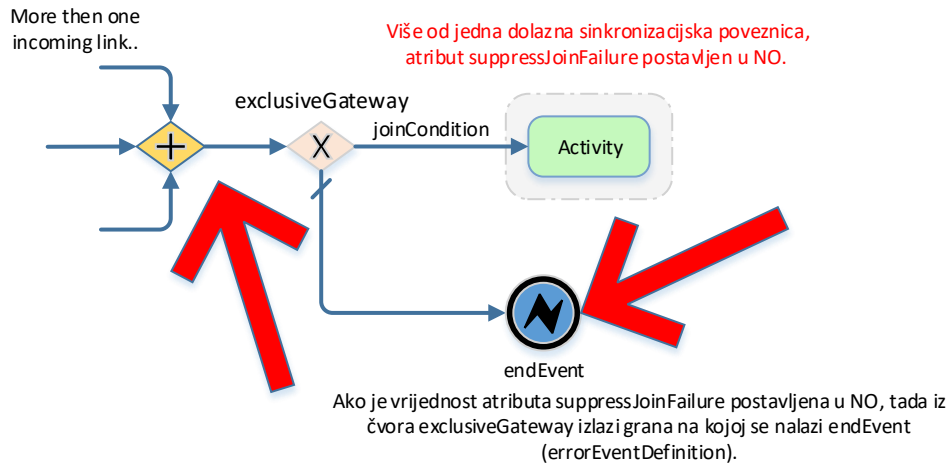 More then one
incoming link..
Više od jedna dolazna sinkronizacijska poveznica,
atribut suppressJoinFailure postavljen u NO.
exclusiveGateway
joinCondition
X
Activity
endEvent
Ako je vrijednost atributa suppressJoinFailure postavljena u NO, tada iz
čvora exclusiveGateway izlazi grana na kojoj se nalazi endEvent
(errorEventDefinition).